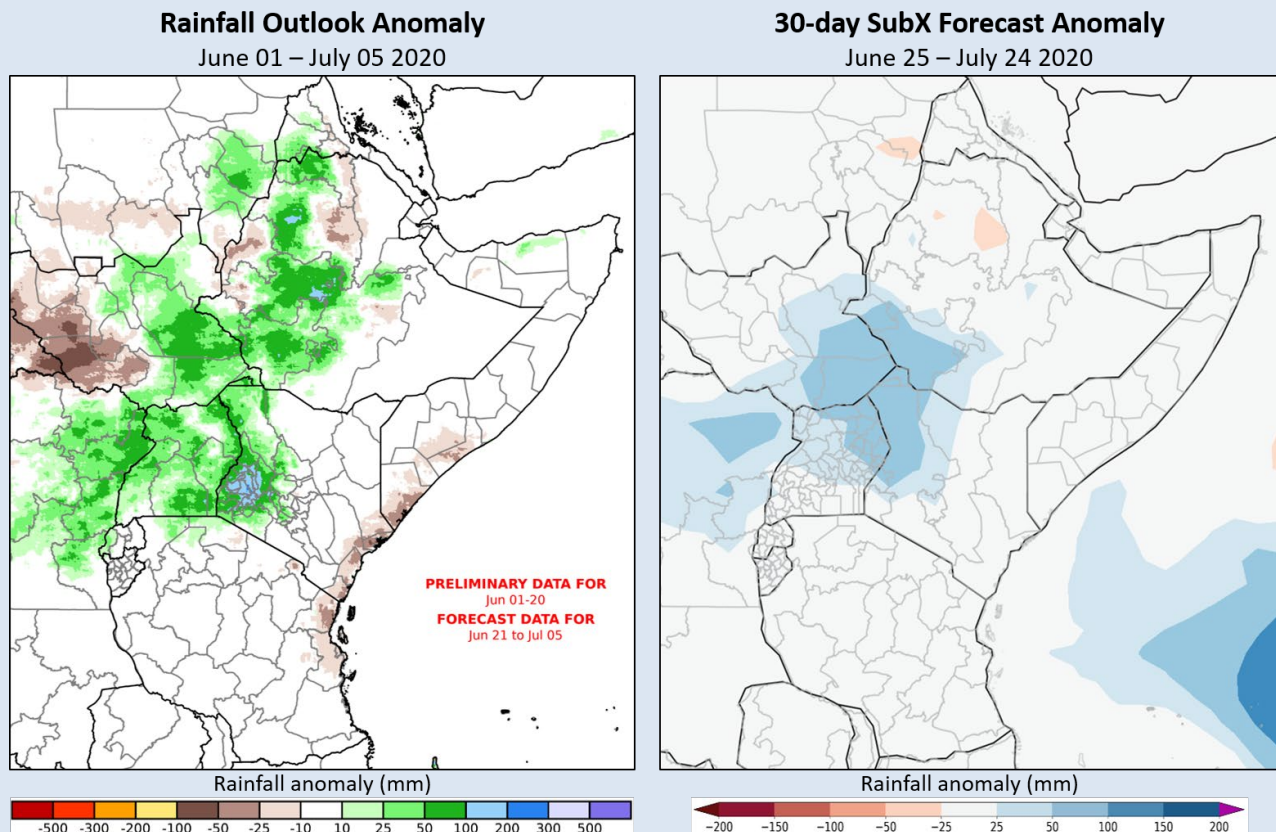 Rainfall Outlook Anomaly
June 01 – July 05 2020
PRELIMINARY DATA FOR
Jun 01-20
FORECAST DATA FOR
Jun 21 to Jul 05
Rainfall anomaly (mm)
-500 -300 -200 -100 -50 -25 -10 10 25 50 100 200 300 500
30-day SubX Forecast Anomaly
June 25 – July 24 2020
Rainfall anomaly (mm)
−200 −150 −100 −50 −25 25 50 100 150 200